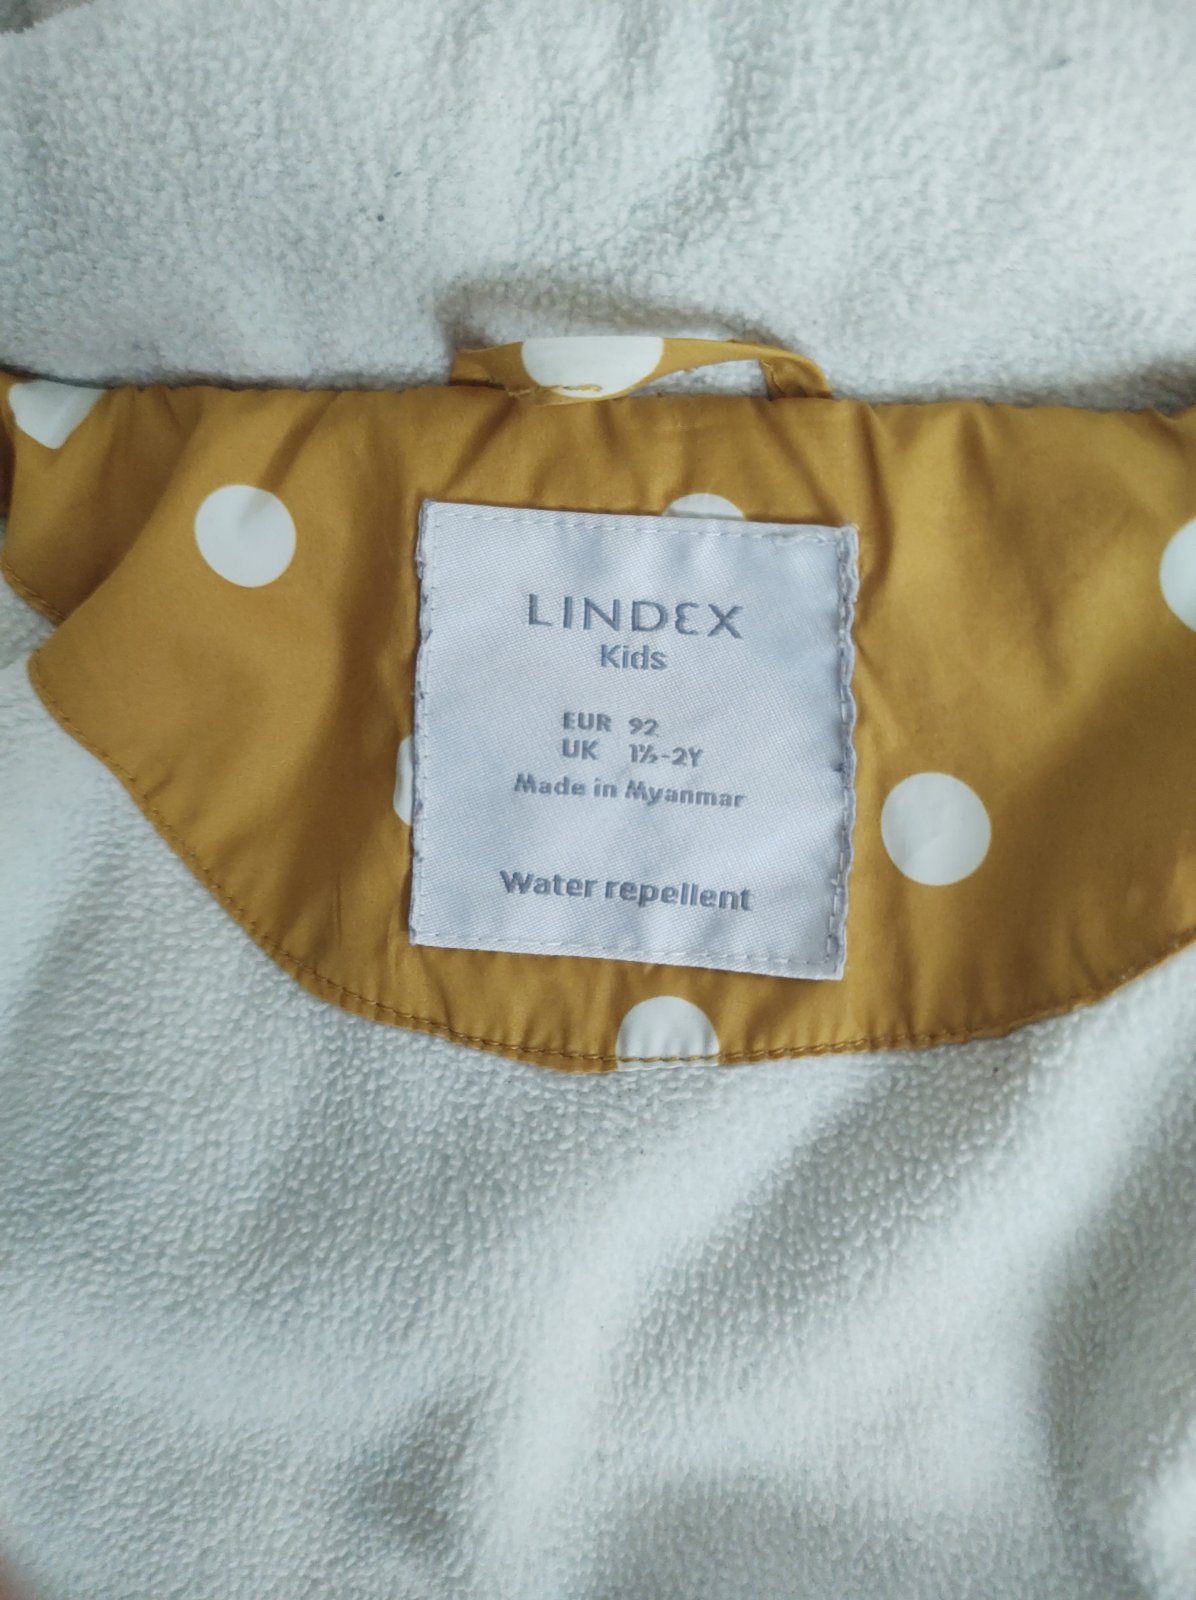 LINDEX
Kids
EUR 92
UK 1½-2Y
Made in Myanmar
Water repellent